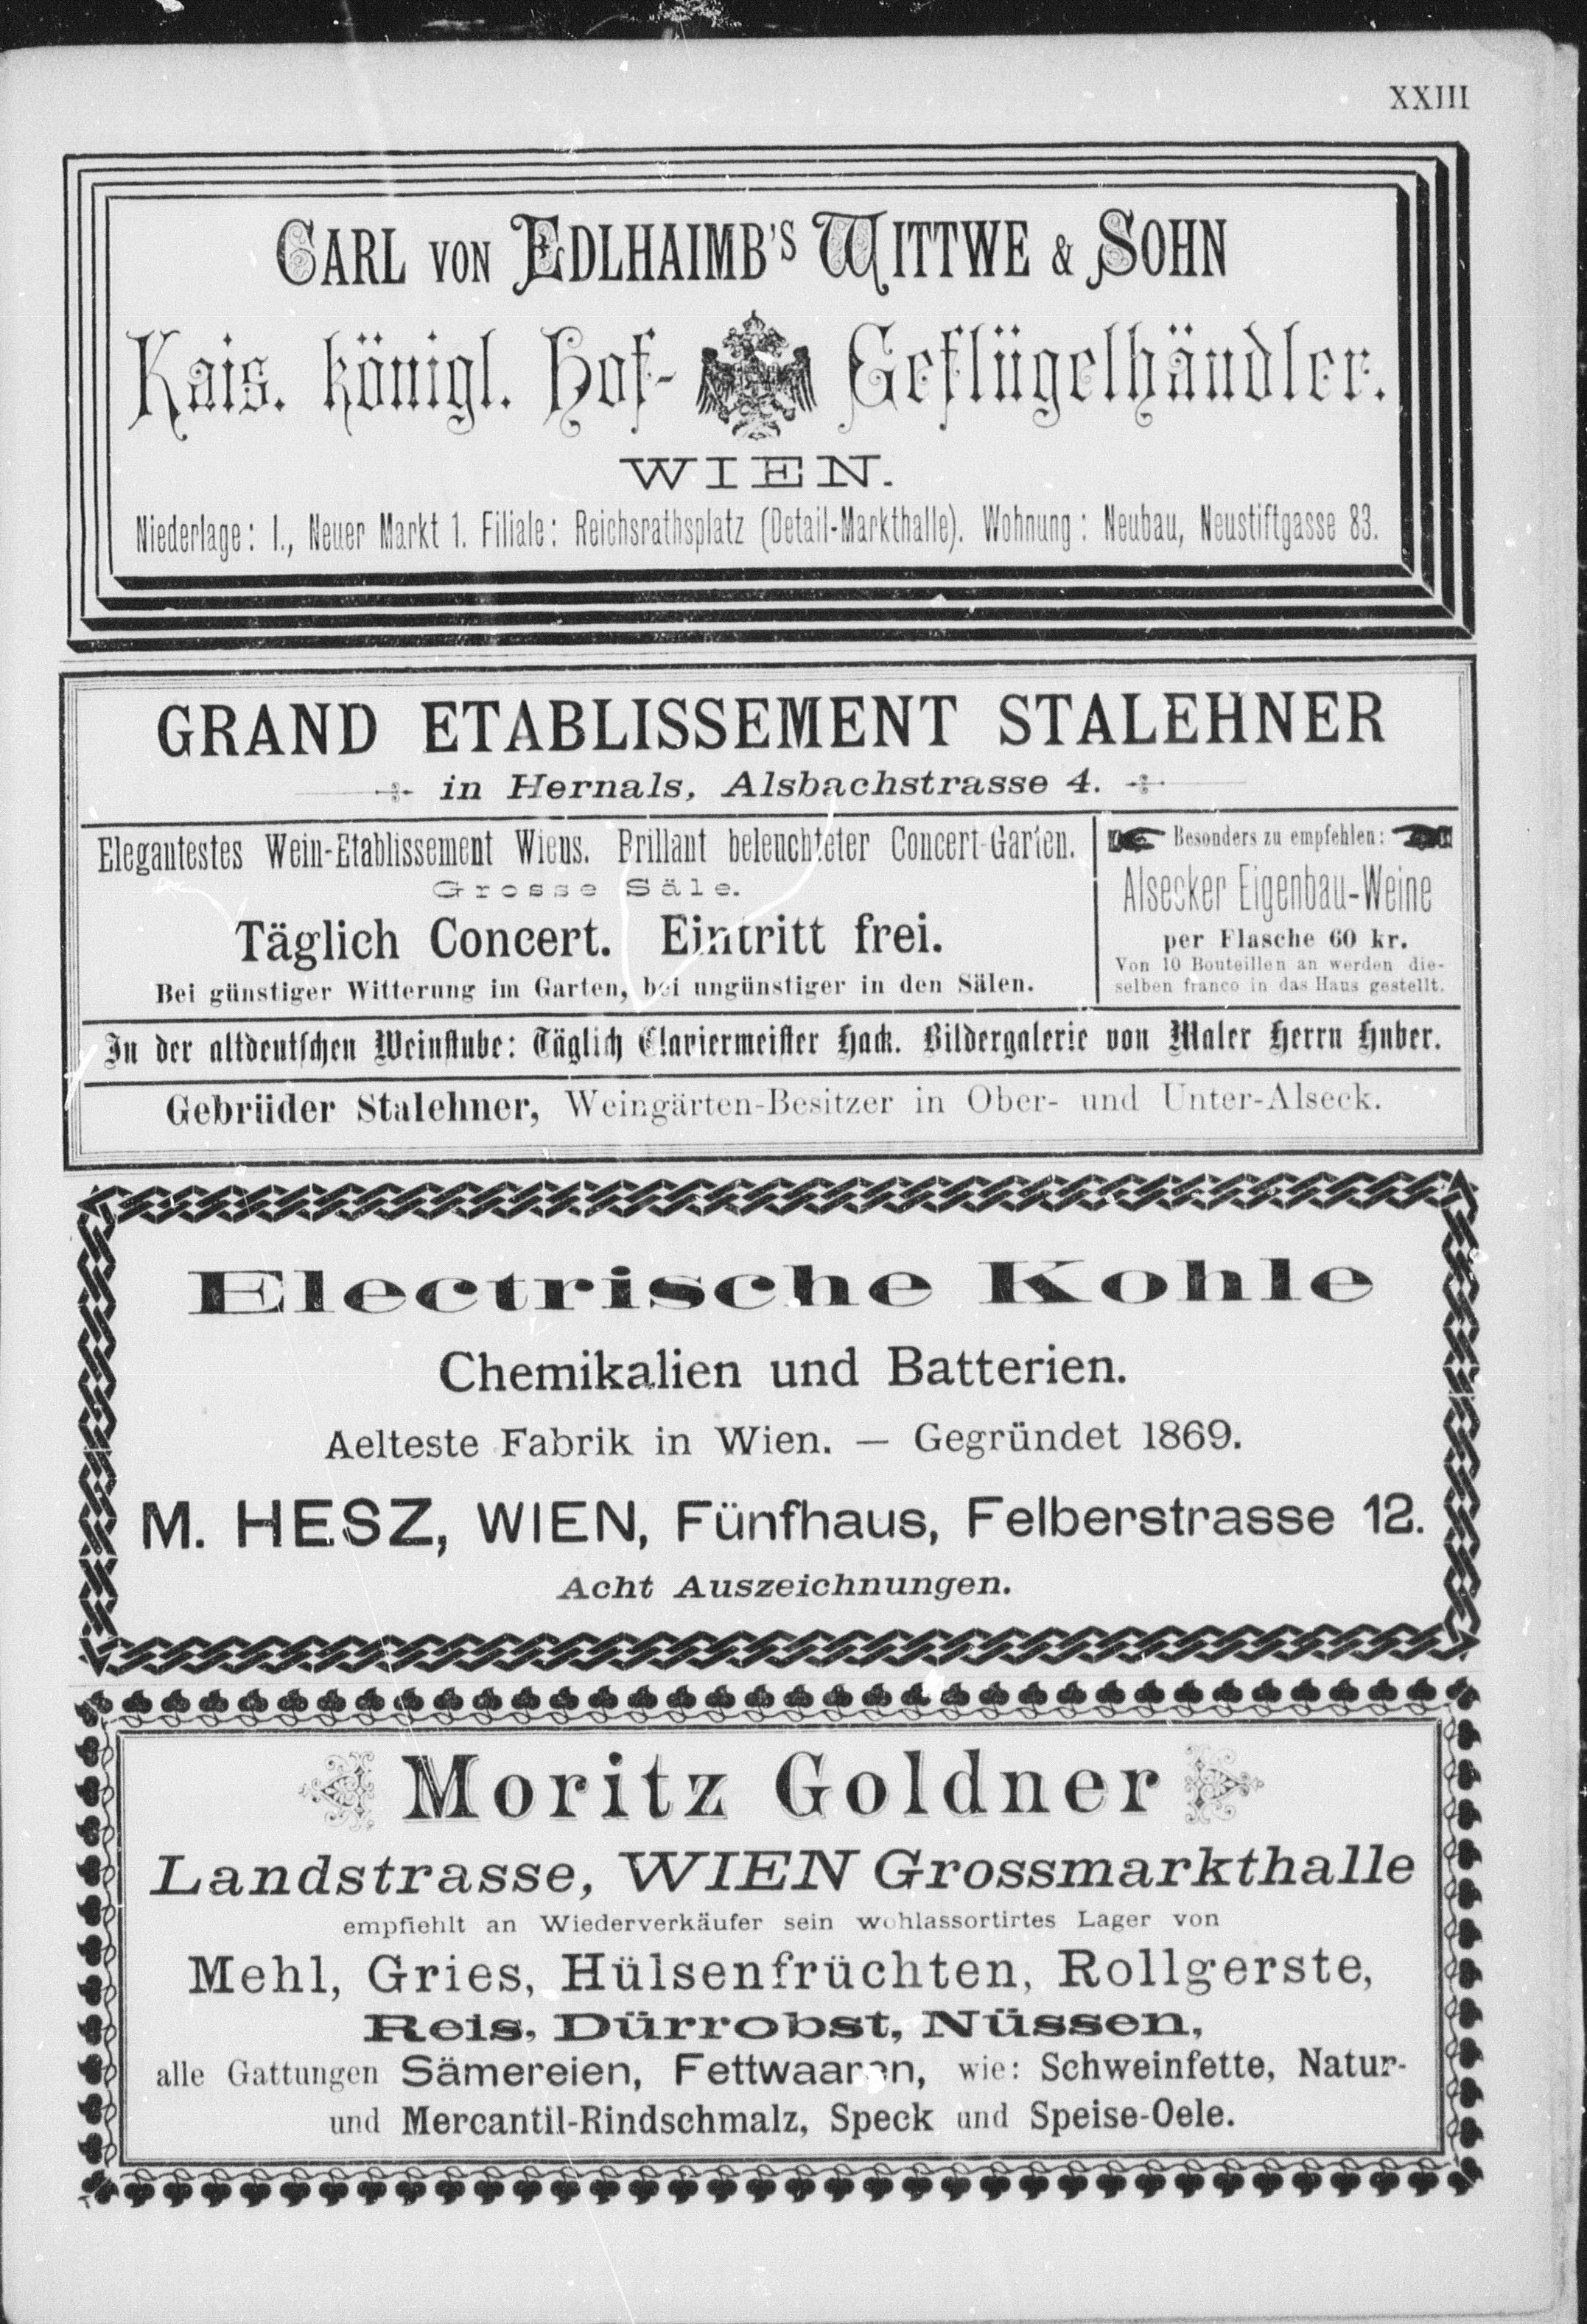 XXIII
CARL VON EDLHAIMB'S WITTWE & SOHN
Kais. königl. Hof- Geflügelhändler.
WIEN.
Niederlage: I., Neuer Markt 1. Filiale: Reichsrathsplatz (Detail-Markthalle). Wohnung: Neubau, Neustiftgasse 83.
GRAND ETABLISSEMENT STALEHNER
in Hernals, Alsbachstrasse 4.
Elegantestes Wein-Etablissement Wiens. Brillant beleuchteter Concert-Garten.
Grosse Säle.
Täglich Concert. Eintritt frei.
Bei günstiger Witterung im Garten, bei ungünstiger in den Sälen.
Besonders zu empfehlen:
Alsecker Eigenbau-Weine
per Flasche 60 kr.
Von 10 Bouteillen an werden die-
selben franco in das Haus gestellt.
In der altdeutschen Weinstube: Täglich Claviermeister Hack. Bildergalerie von Maler Herrn Huber.
Gebrüder Stalehner, Weingärten-Besitzer in Ober- und Unter-Alseck.
Electrische Kohle
Chemikalien und Batterien.
Aelteste Fabrik in Wien. — Gegründet 1869.
M. HESZ, WIEN, Fünfhaus, Felberstrasse 12.
Acht Auszeichnungen.
Moritz Goldner
Landstrasse, WIEN Grossmarkthalle
empfiehlt an Wiederverkäufer sein wohlassortirtes Lager von
Mehl, Gries, Hülsenfrüchten, Rollgerste,
Reis, Dürrobst, Nüssen,
alle Gattungen Sämereien, Fettwaaren, wie: Schweinfette, Natur-
und Mercantil-Rindschmalz, Speck und Speise-Oele.